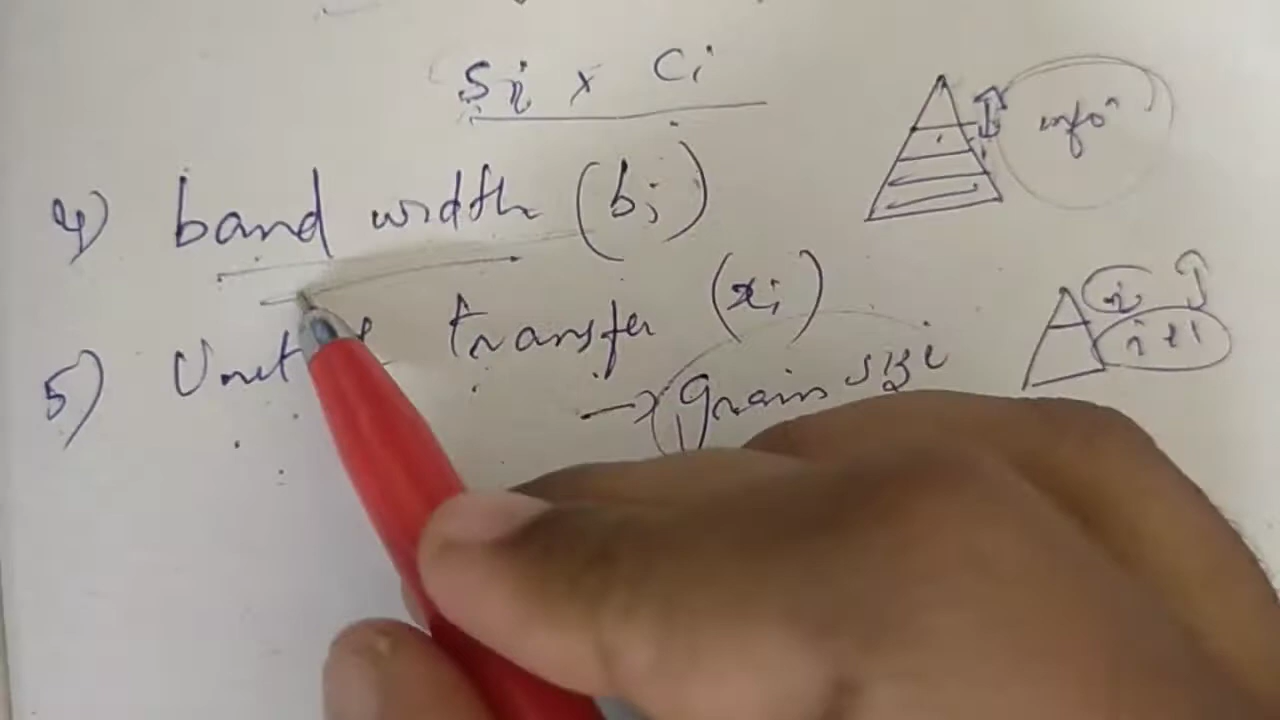 Si x Ci
info^n
4) band width (bi)
5) Unit transfer (xi)
i
i+1
→ grain size